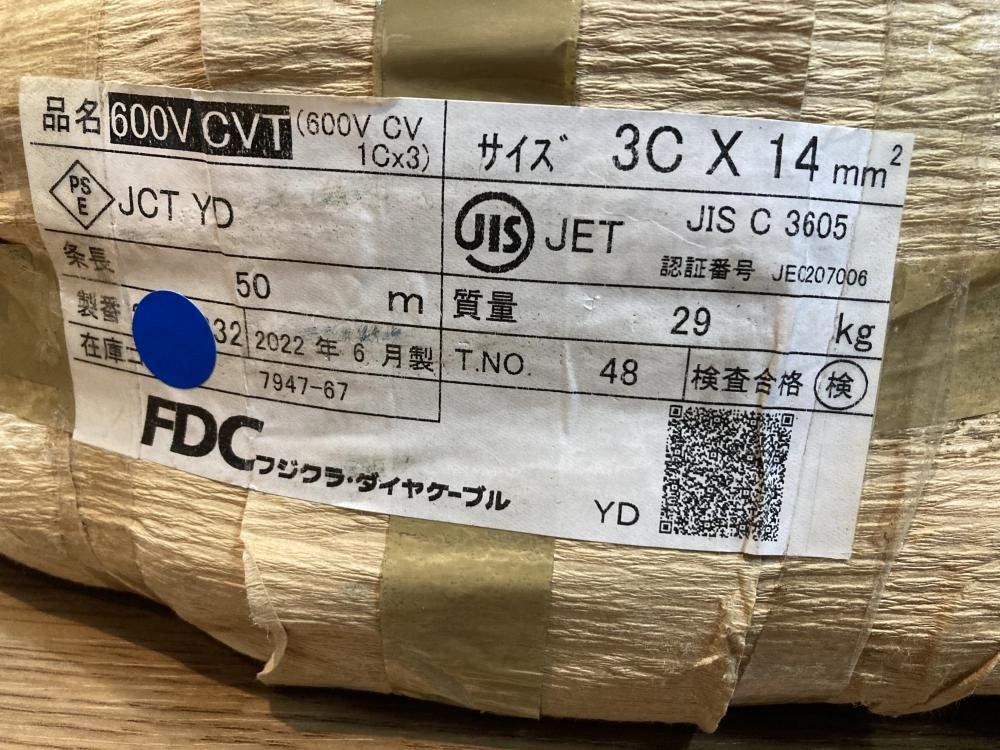 品名 600V CVT (600V CV 1Cx3)
サイズ 3C X 14 mm2
PS E JCT YD
JIS JET JIS C 3605
認証番号 JE0207006
条長 50 m
質量 29 kg
製番 32 2022 年 6 月製
T.NO. 48 検査合格 検
在庫 7947-67
FDC フジクラ・ダイヤケーブル
YD